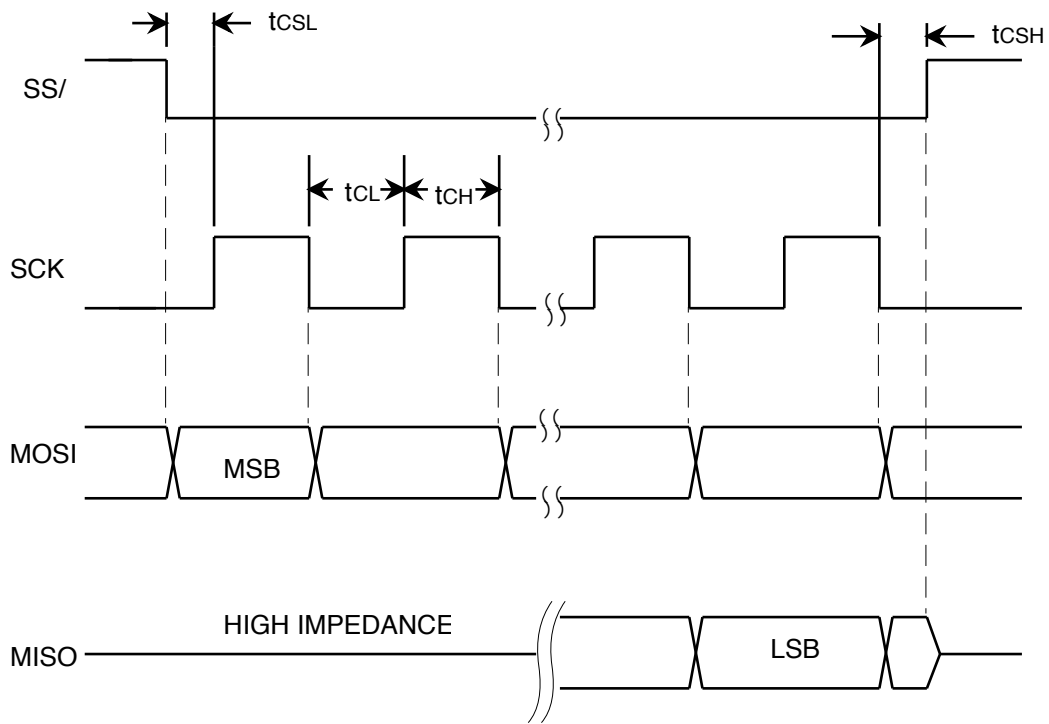 tCSL
tCSH
SS/
tCL
tCH
SCK
MOSI
MSB
HIGH IMPEDANCE
MISO
LSB